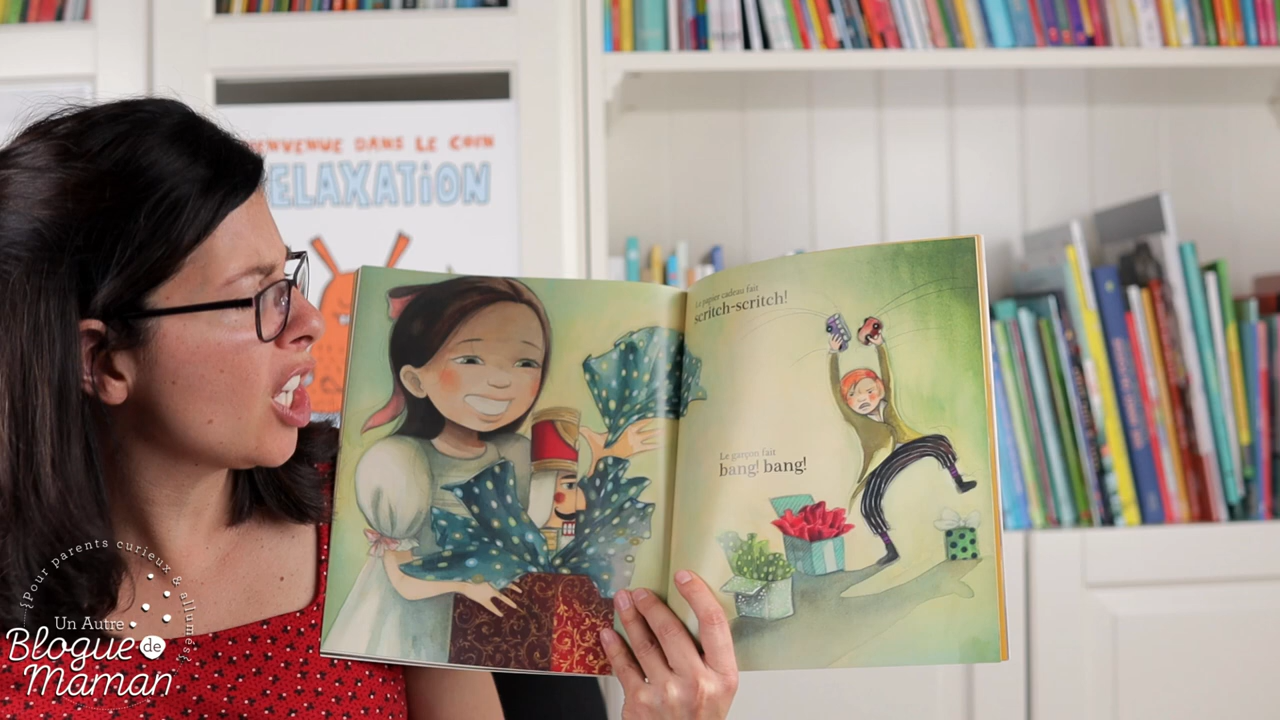 BIENVENUE DANS LE COIN
RELAXATION
Le papier cadeau fait
scritch-scritch!
Le garçon fait
bang! bang!
{Pour parents curieux & allumés}
Un Autre
Blogue de
Maman